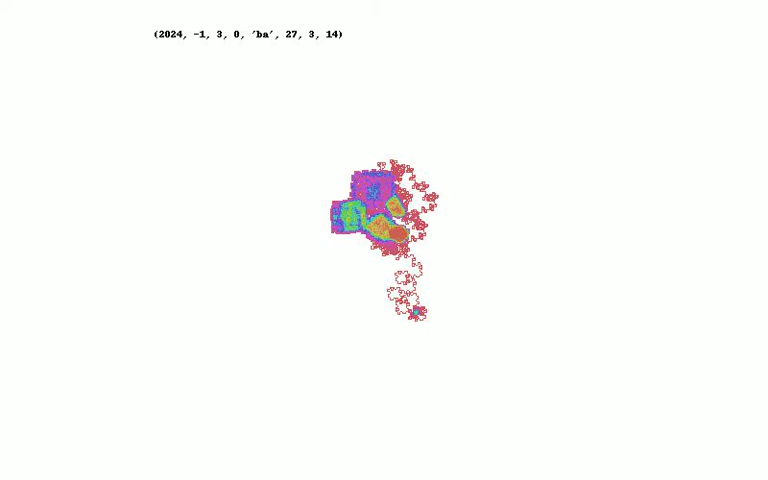 (2024, -1, 3, 0, 'ba', 27, 3, 14)